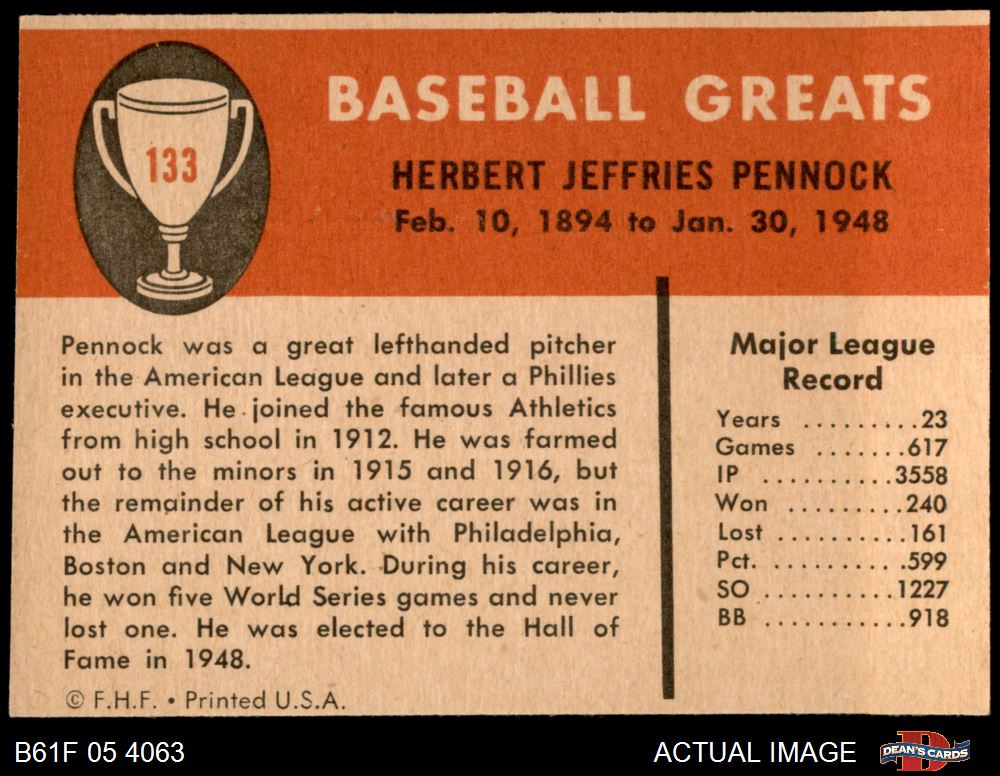 133
BASEBALL GREATS
HERBERT JEFFRIES PENNOCK
Feb. 10, 1894 to Jan. 30, 1948
Pennock was a great lefthanded pitcher
in the American League and later a Phillies
executive. He joined the famous Athletics
from high school in 1912. He was farmed
out to the minors in 1915 and 1916, but
the remainder of his active career was in
the American League with Philadelphia,
Boston and New York. During his career,
he won five World Series games and never
lost one. He was elected to the Hall of
Fame in 1948.
© F.H.F. • Printed U.S.A.
Major League
Record
Years .........23
Games .......617
IP ..........3558
Won .........240
Lost ..........161
Pct. ..........599
SO ..........1227
BB ...........918
B61F 05 4063
ACTUAL IMAGE
DEAN'S CARDS